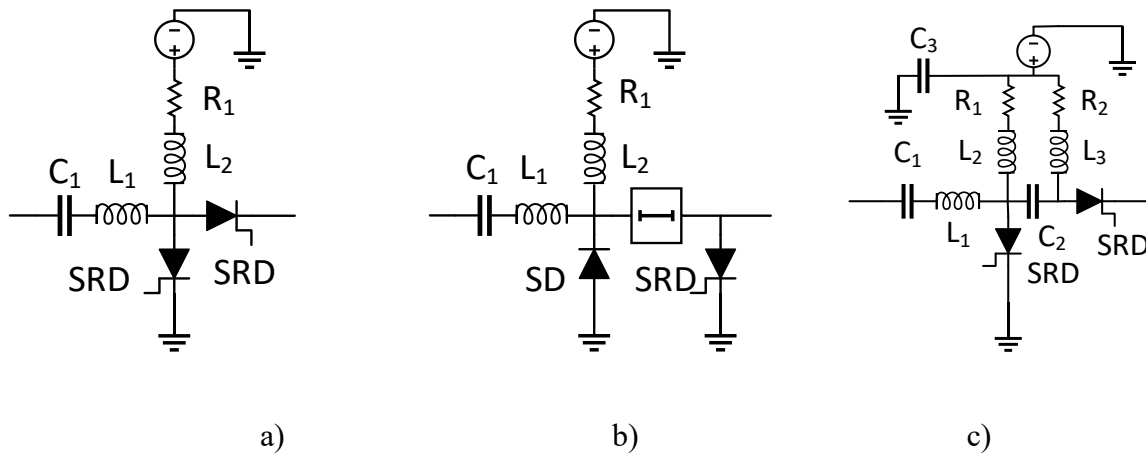 − + R₁ L₂ C₁ L₁ SRD SRD
− + R₁ L₂ C₁ L₁ SD SRD
− + C₃ R₁ R₂ L₂ L₃ C₁ L₁ C₂ SRD SRD
a) b) c)